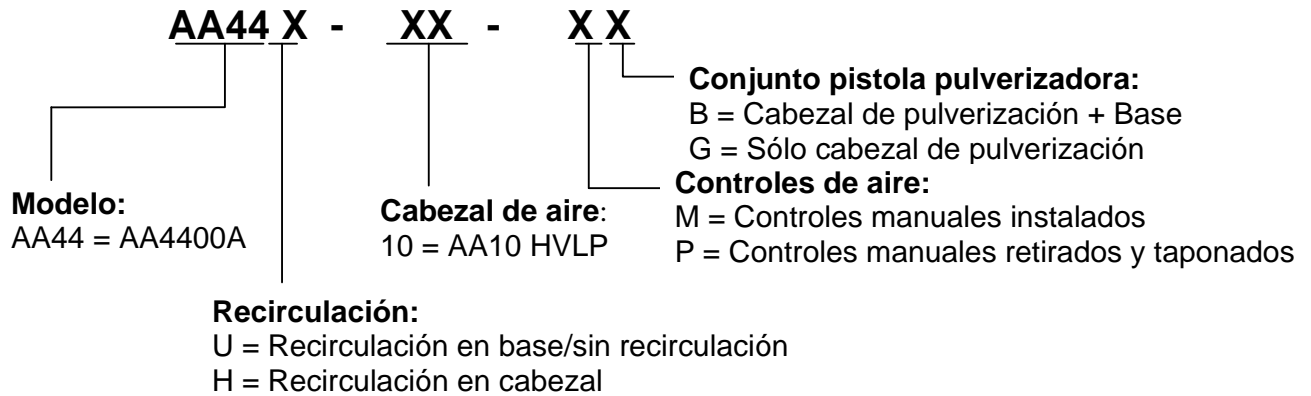 AA44 X - XX - X X
Conjunto pistola pulverizadora:
B = Cabezal de pulverización + Base
G = Sólo cabezal de pulverización
Controles de aire:
M = Controles manuales instalados
P = Controles manuales retirados y taponados
Modelo:
AA44 = AA4400A
Cabezal de aire:
10 = AA10 HVLP
Recirculación:
U = Recirculación en base/sin recirculación
H = Recirculación en cabezal